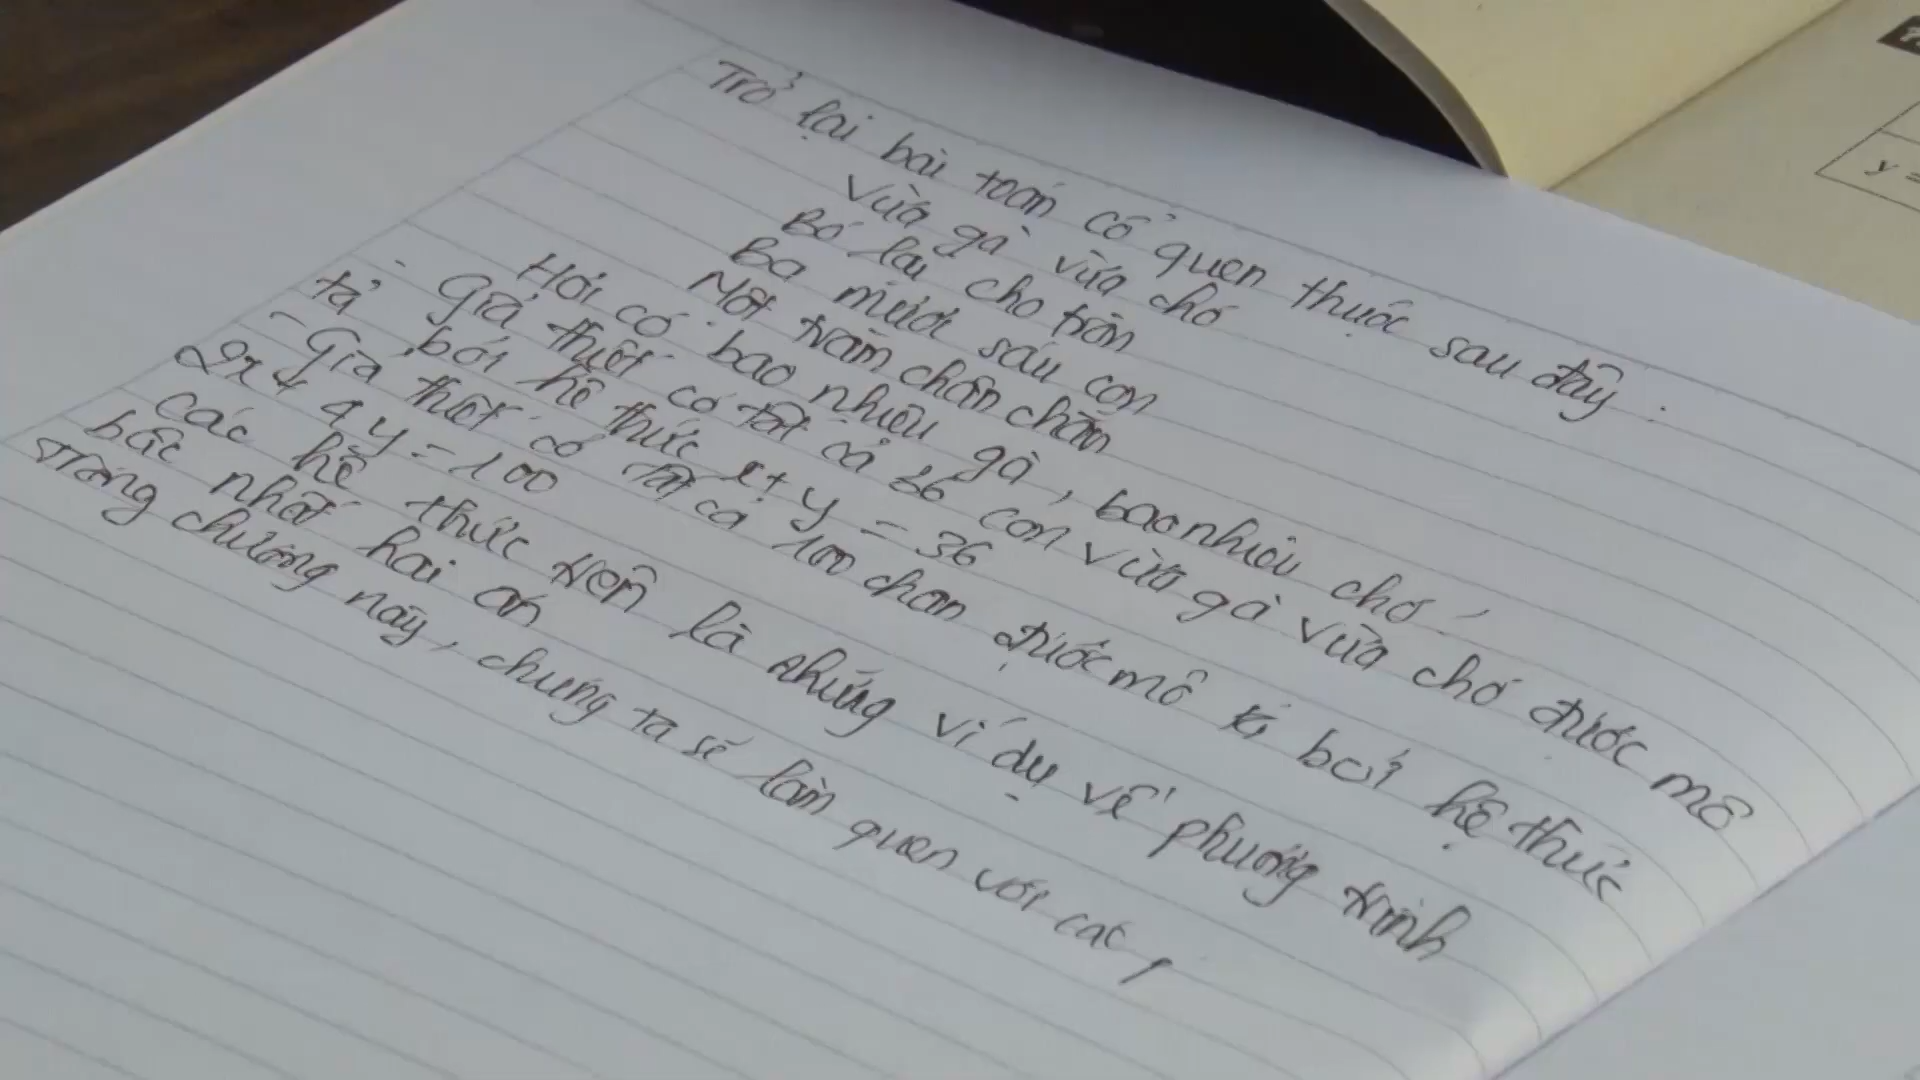 Trở lại bài toán cổ quen thuộc sau đây :
Vừa gà vừa chó
Bó lại cho tròn
Ba mươi sáu con
Một trăm chân chẵn
Hỏi có bao nhiêu gà, bao nhiêu chó
- Giả thiết có tất cả 36 con vừa gà vừa chó được mô
tả bởi hệ thức x + y = 36
- Giả thiết có tất cả 100 chân được mô tả bởi hệ thức
2x + 4y = 100
các hệ thức trên là những ví dụ về phương trình
bậc nhất hai ẩn
Trong chương này, chúng ta sẽ làm quen với các p
y =